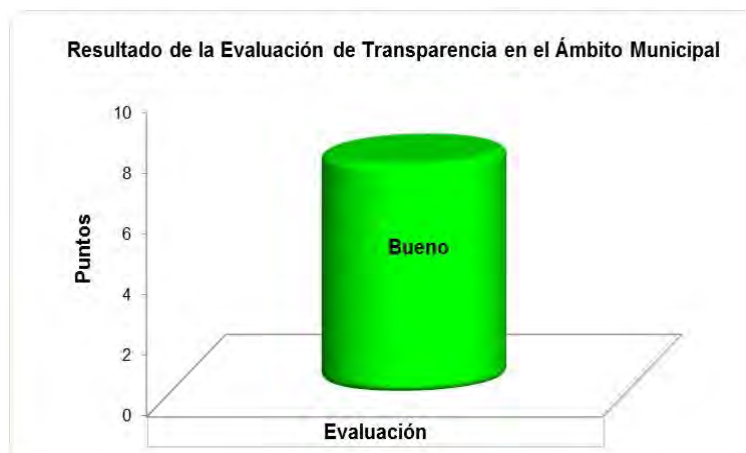 Resultado de la Evaluación de Transparencia en el Ámbito Municipal
10
8
6
4
2
0
Puntos
Bueno
Evaluación